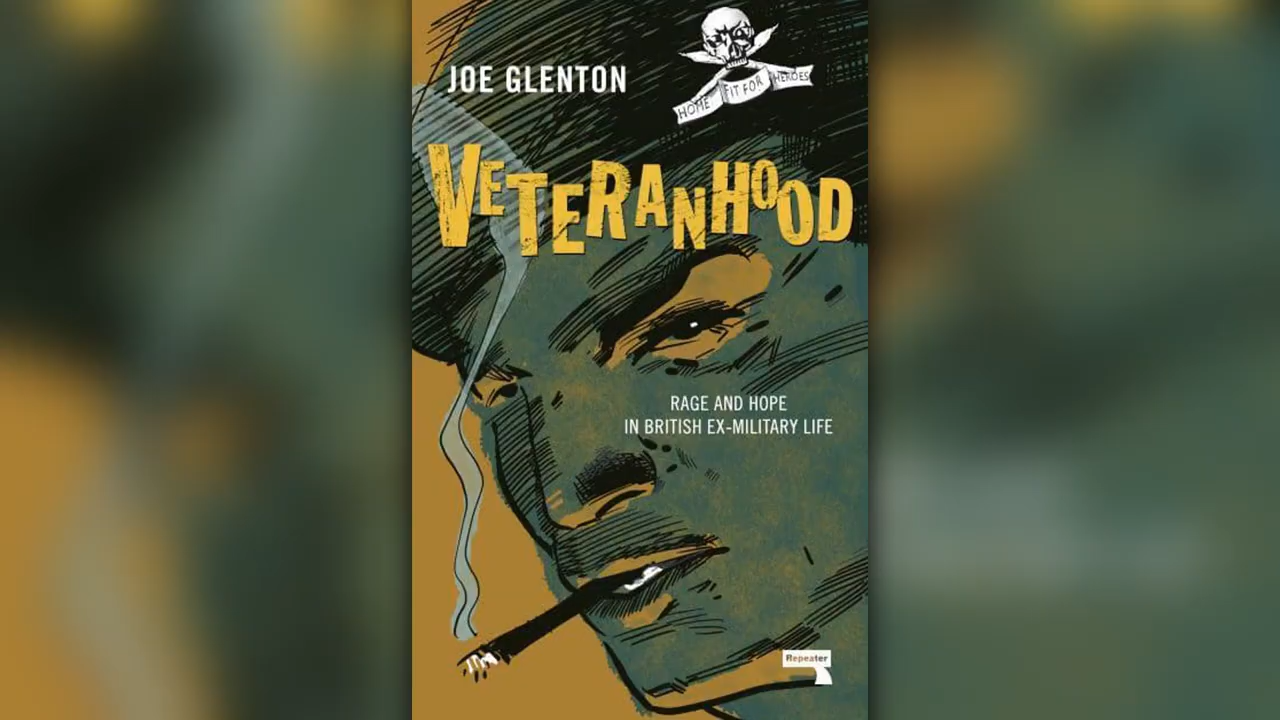 JOE GLENTON
HOME FIT FOR HEROES
VETERANHOOD
RAGE AND HOPE
IN BRITISH EX-MILITARY LIFE
Repeater